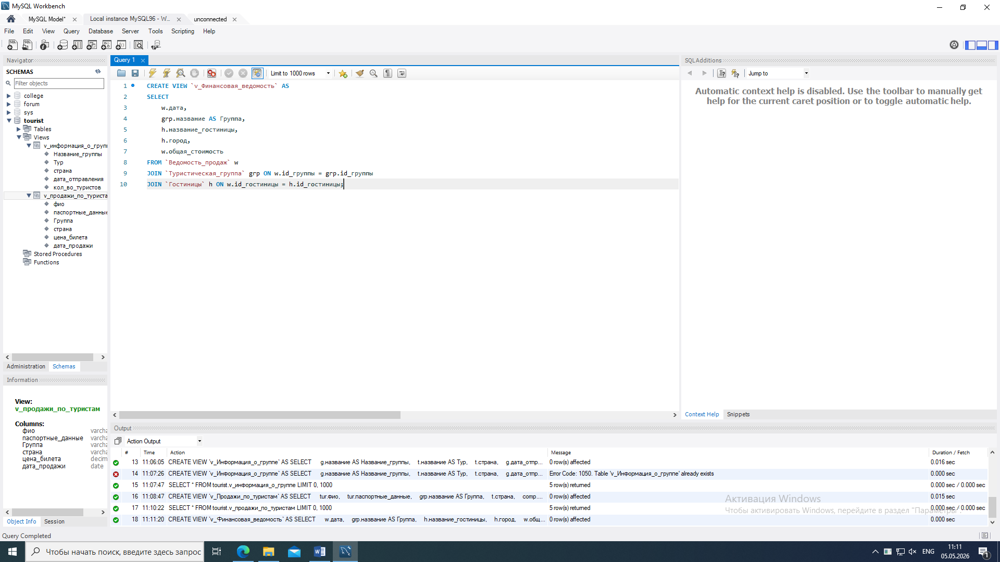 MySQL Workbench
MySQL Model*
Local instance MySQL96 - W...
unconnected
File Edit View Query Database Server Tools Scripting Help
Navigator
SCHEMAS
Filter objects
college
forum
sys
tourist
Tables
Views
v_информация_о_групп
Название_группы
Тур
страна
дата_отправления
кол_во_туристов
v_продажи_по_туриста
фио
паспортные_данные
Группа
страна
цена_билета
дата_продажи
Stored Procedures
Functions
Administration Schemas
Information
View:
v_продажи_по_туристам
Columns:
фио varcha
паспортные_данные varcha
Группа varcha
страна varcha
цена_билета decim
дата_продажи date
Object Info Session
Query 1
Limit to 1000 rows
1 CREATE VIEW `v_Финансовая_ведомость` AS
2 SELECT
3 w.дата,
4 grp.название AS Группа,
5 h.название_гостиницы,
6 h.город,
7 w.общая_стоимость
8 FROM `Ведомость_продаж` w
9 JOIN `Туристическая_группа` grp ON w.id_группы = grp.id_группы
10 JOIN `Гостиницы` h ON w.id_гостиницы = h.id_гостиницы;
SQLAdditions
Jump to
Automatic context help is disabled. Use the toolbar to manually get
help for the current caret position or to toggle automatic help.
Context Help Snippets
Output
Action Output
# Time Action Message Duration / Fetch
13 11:06:05 CREATE VIEW `v_Информация_о_группе` AS SELECT g.название AS Название_группы, t.название AS Тур, t.страна, g.дата_отпр... 0 row(s) affected 0.016 sec
14 11:07:26 CREATE VIEW `v_Информация_о_группе` AS SELECT g.название AS Название_группы, t.название AS Тур, t.страна, g.дата_отпр... Error Code: 1050. Table 'v_Информация_о_группе' already exists 0.000 sec
15 11:07:47 SELECT * FROM tourist.v_информация_о_группе LIMIT 0, 1000 5 row(s) returned 0.000 sec / 0.000 sec
16 11:08:47 CREATE VIEW `v_Продажи_по_туристам` AS SELECT tur.фио, tur.паспортные_данные, grp.название AS Группа, t.страна, comp.... 0 row(s) affected 0.015 sec
17 11:10:22 SELECT * FROM tourist.v_продажи_по_туристам LIMIT 0, 1000 5 row(s) returned 0.000 sec / 0.000 sec
18 11:11:20 CREATE VIEW `v_Финансовая_ведомость` AS SELECT w.дата, grp.название AS Группа, h.название_гостиницы, h.город, w.общ... 0 row(s) affected 0.000 sec
Активация Windows
Чтобы активировать Windows, перейдите в раздел "Параметры".
Query Completed
Чтобы начать поиск, введите здесь запрос
ENG
11:11
05.05.2026
1